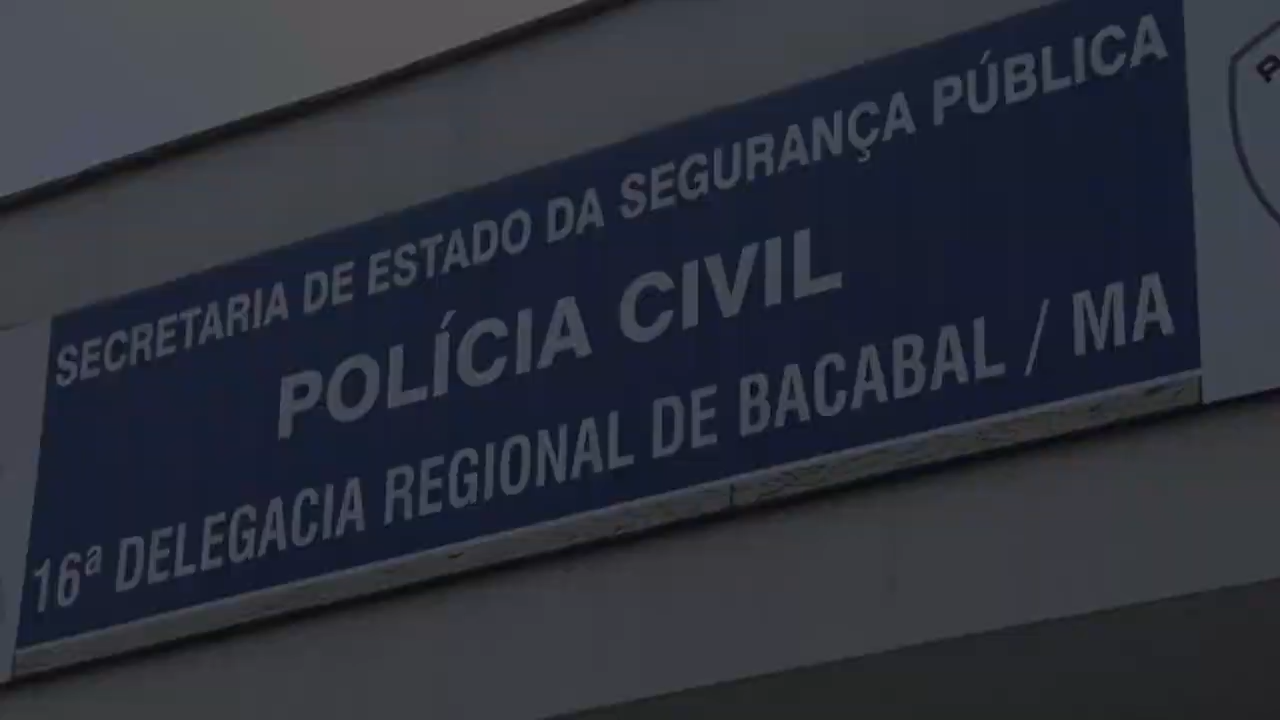 SECRETARIA DE ESTADO DA SEGURANÇA PÚBLICA
POLÍCIA CIVIL
16ª DELEGACIA REGIONAL DE BACABAL / MA